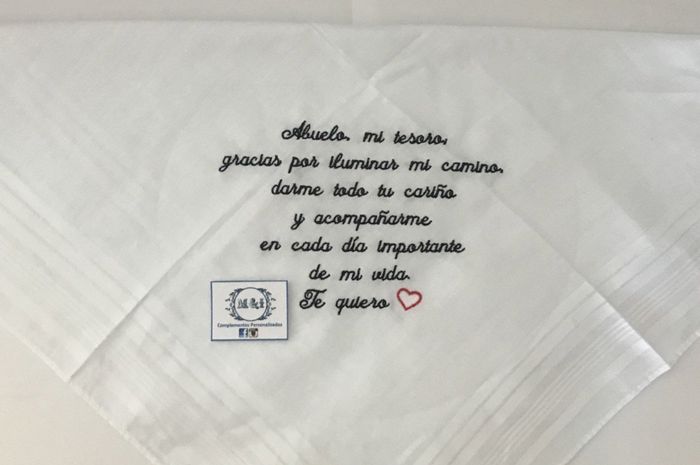 Abuelo, mi tesoro,
gracias por iluminar mi camino,
darme todo tu cariño
y acompañarme
en cada día importante
de mi vida.
Te quiero
Complementos Personalizados